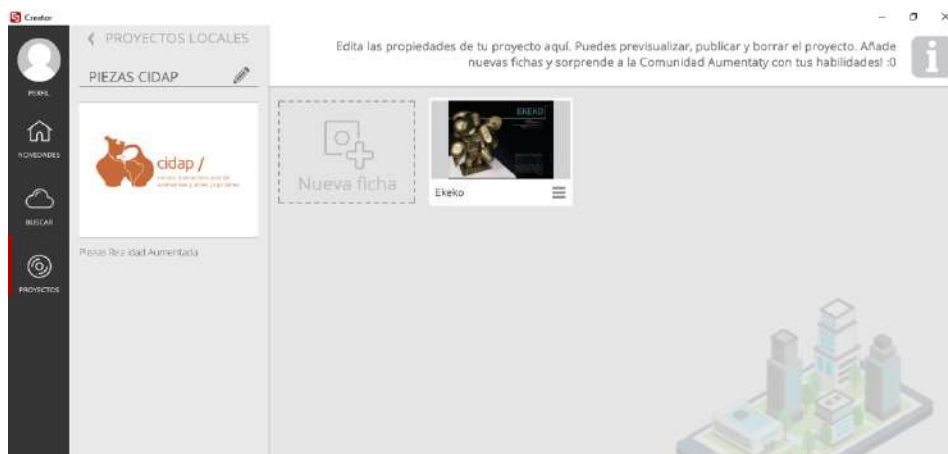 Creator
PROYECTOS LOCALES
PIEZAS CIDAP
Edita las propiedades de tu proyecto aquí. Puedes previsualizar, publicar y borrar el proyecto. Añade
nuevas fichas y sorprende a la Comunidad Aumentaty con tus habilidades! :0
PERFIL
NOVEDADES
BUSCAR
PROYECTOS
cidap /
Piezas Realidad Aumentada
Nueva ficha
EKEKO
Ekeko